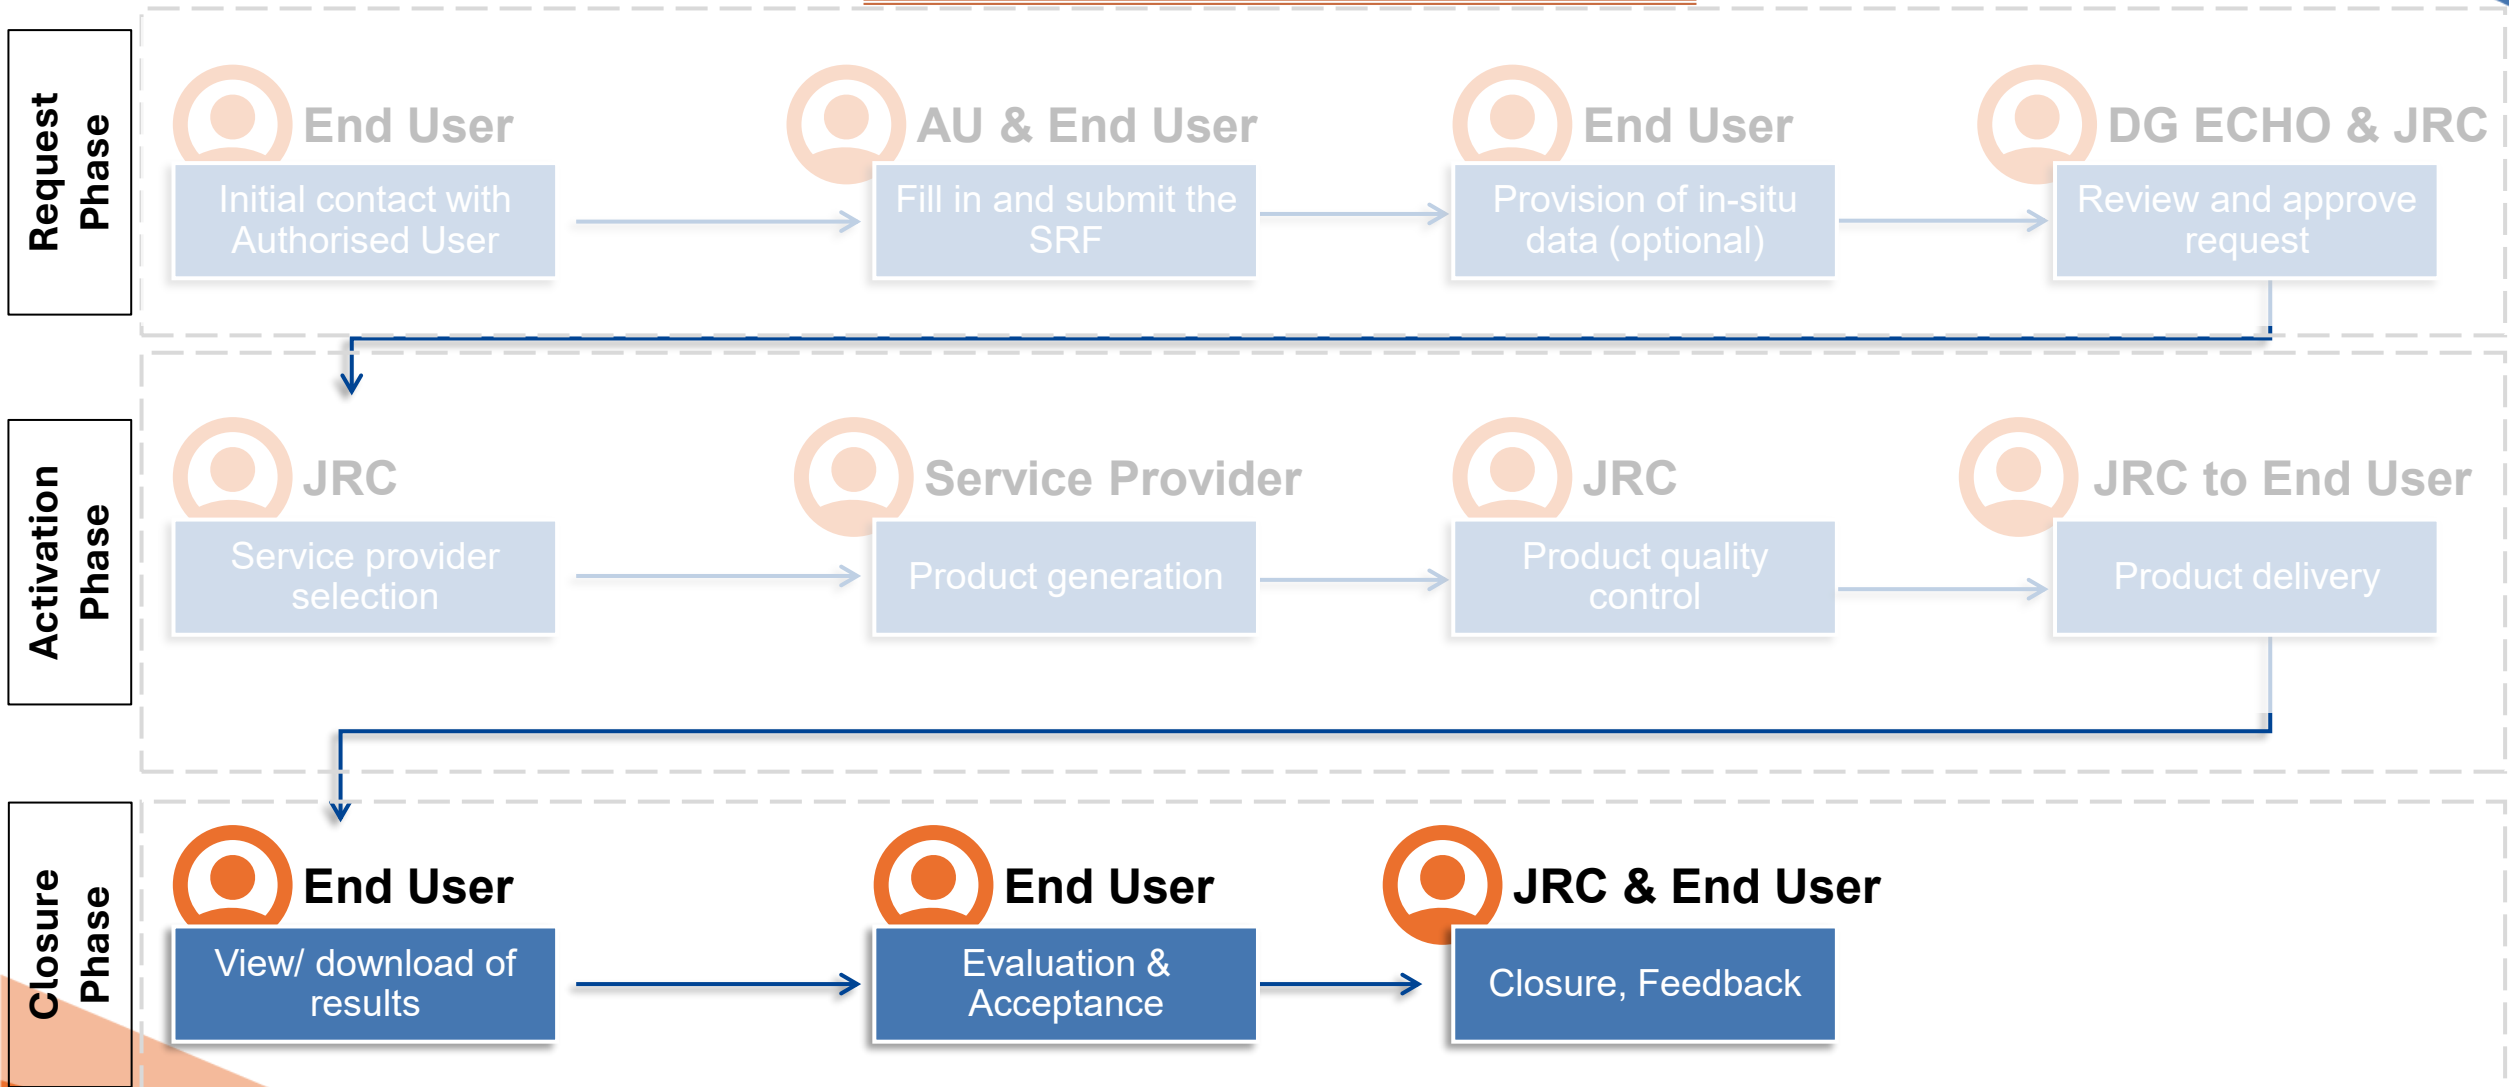 Request
Phase
End User
Initial contact with
Authorised User
AU & End User
Fill in and submit the
SRF
End User
Provision of in-situ
data (optional)
DG ECHO & JRC
Review and approve
request
Activation
Phase
JRC
Service provider
selection
Service Provider
Product generation
JRC
Product quality
control
JRC to End User
Product delivery
Closure
Phase
End User
View/ download of
results
End User
Evaluation &
Acceptance
JRC & End User
Closure, Feedback